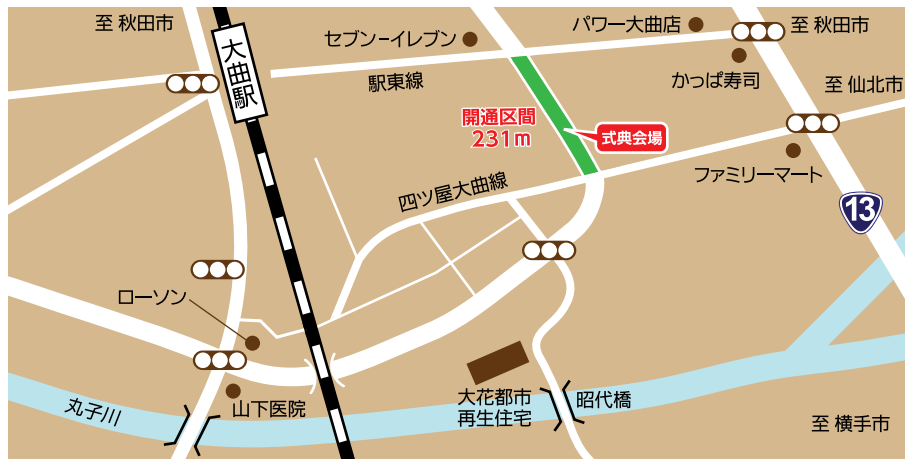 至 秋田市
大曲駅
セブン－イレブン
パワー大曲店
至 秋田市
駅東線
かっぱ寿司
至 仙北市
開通区間
231m
式典会場
ファミリーマート
四ツ屋大曲線
13
ローソン
丸子川
山下医院
大花都市
再生住宅
昭代橋
至 横手市